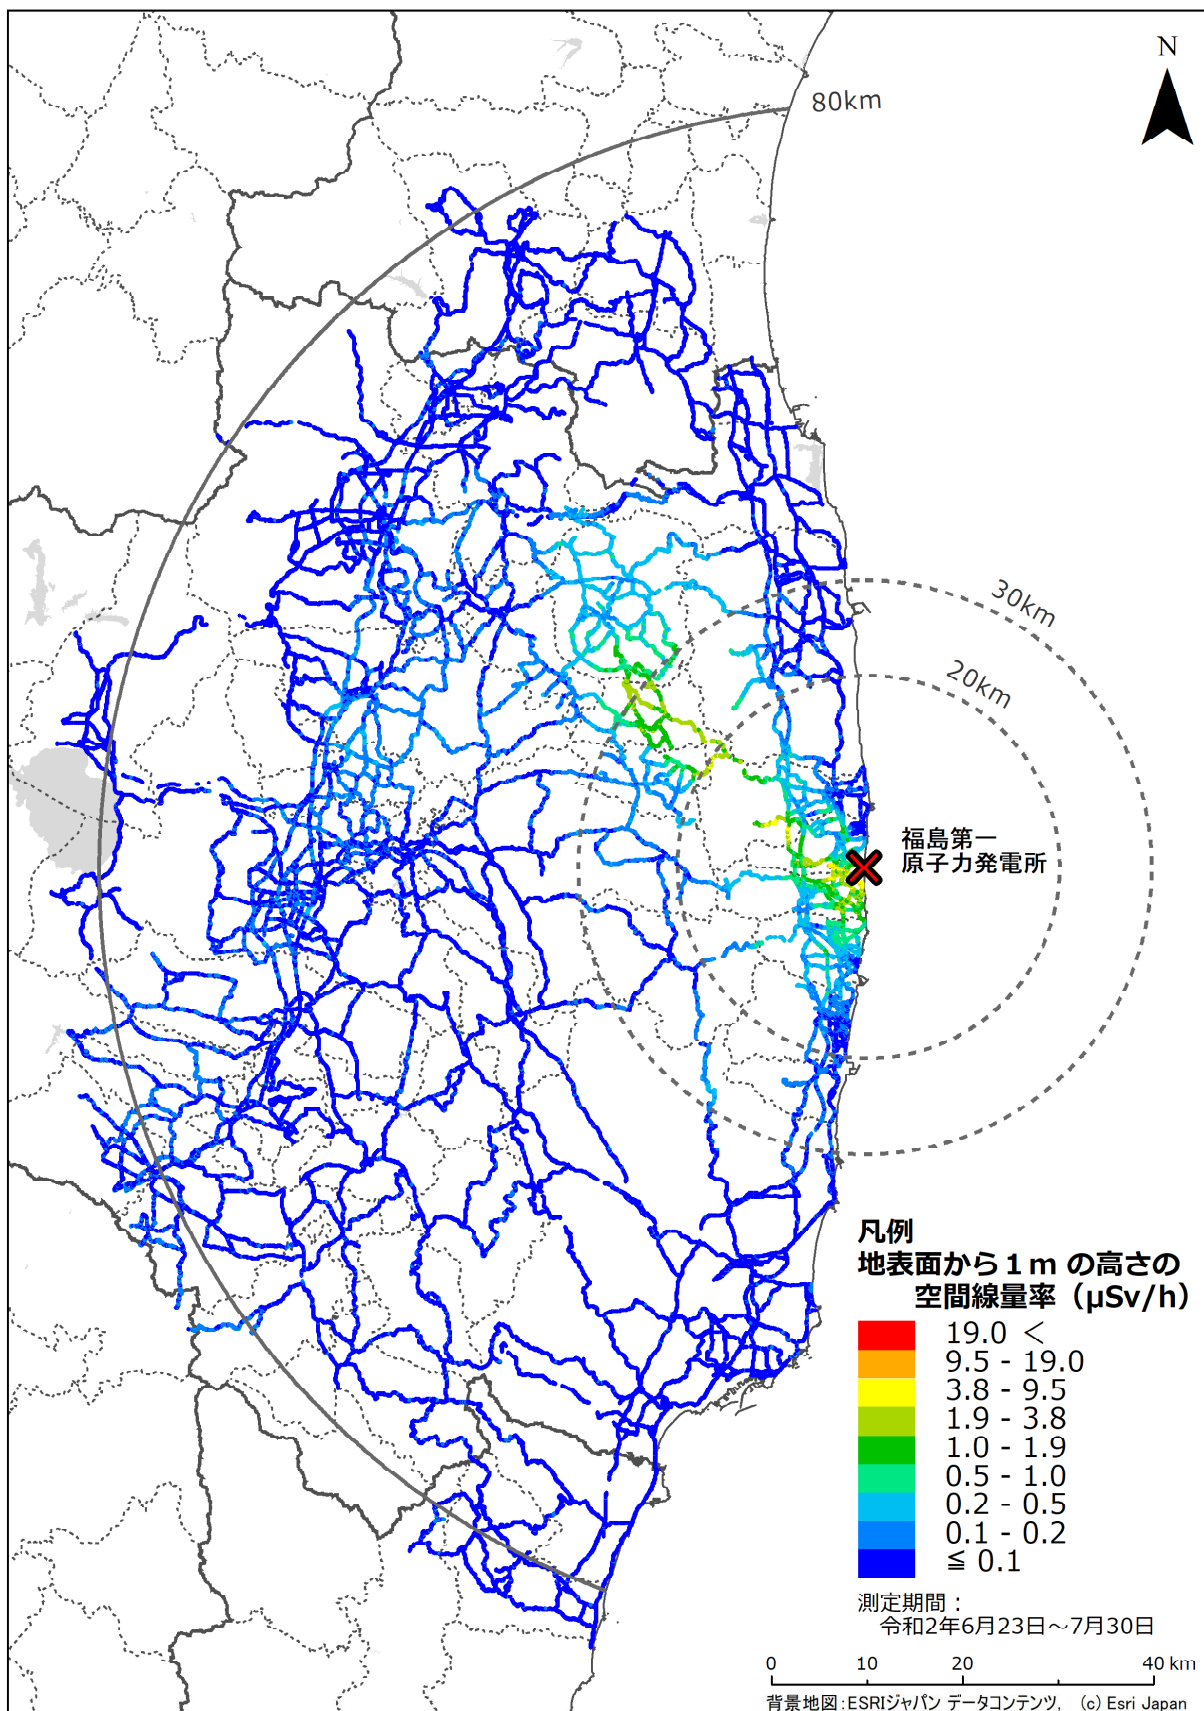 N
80km
30km
20km
福島第一
原子力発電所
凡例
地表面から１ｍ の高さの
空間線量率（μSv/h）
19.0 ＜
9.5 - 19.0
3.8 - 9.5
1.9 - 3.8
1.0 - 1.9
0.5 - 1.0
0.2 - 0.5
0.1 - 0.2
≦ 0.1
測定期間：
令和2年6月23日～7月30日
0 10 20 40 km
背景地図:ESRIジャパン データコンテンツ, (c) Esri Japan